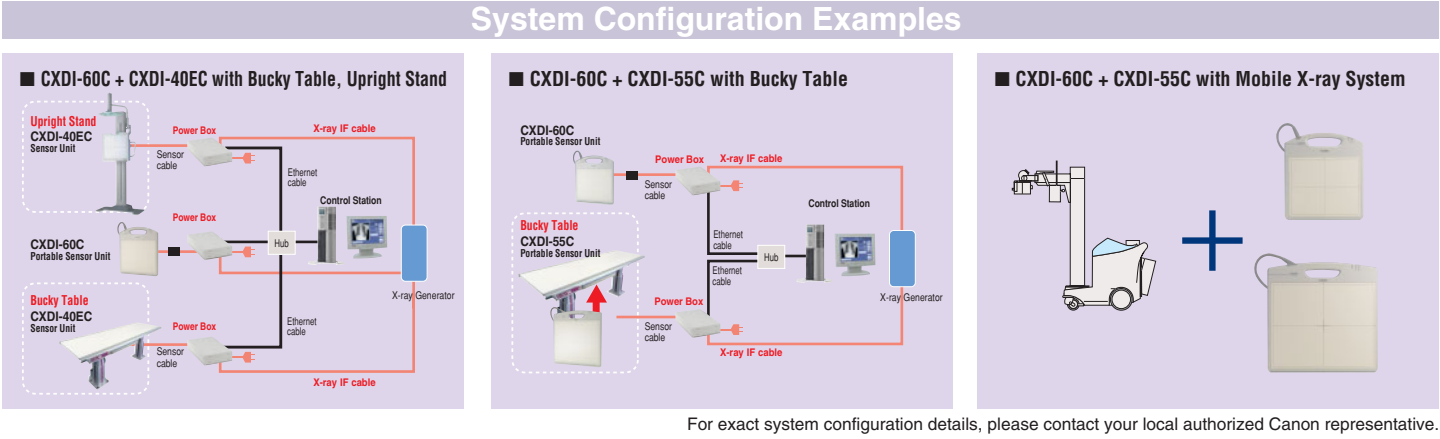 System Configuration Examples
■ CXDI-60C + CXDI-40EC with Bucky Table, Upright Stand
Upright Stand
CXDI-40EC
Sensor Unit
Power Box
X-ray IF cable
Sensor
cable
Ethernet
cable
Control Station
Power Box
CXDI-60C
Portable Sensor Unit
Hub
X-ray Generator
Bucky Table
CXDI-40EC
Sensor Unit
Power Box
Ethernet
cable
Sensor
cable
X-ray IF cable
■ CXDI-60C + CXDI-55C with Bucky Table
CXDI-60C
Portable Sensor Unit
Power Box
X-ray IF cable
Sensor
cable
Control Station
Bucky Table
CXDI-55C
Portable Sensor Unit
Ethernet
cable
Hub
Ethernet
cable
X-ray Generator
Power Box
Sensor
cable
X-ray IF cable
■ CXDI-60C + CXDI-55C with Mobile X-ray System
For exact system configuration details, please contact your local authorized Canon representative.